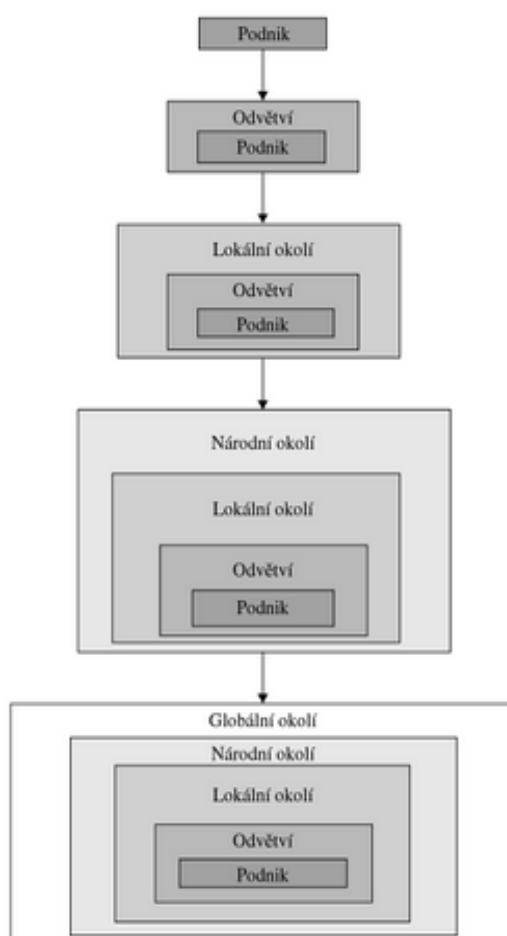 Podnik
Odvětví
Podnik
Lokální okolí
Odvětví
Podnik
Národní okolí
Lokální okolí
Odvětví
Podnik
Globální okolí
Národní okolí
Lokální okolí
Odvětví
Podnik